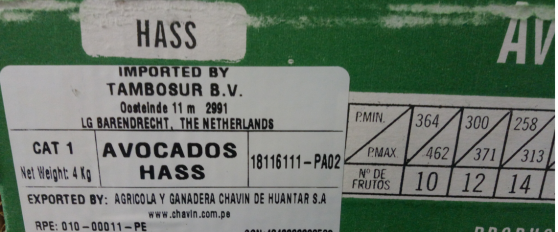 HASS
AV
IMPORTED BY
TAMBOSUR B.V.
Oosteinde 11 m 2991
LG BARENDRECHT, THE NETHERLANDS
CAT 1
Net Weight: 4 Kg
AVOCADOS
HASS
18116111-PA02
EXPORTED BY: AGRICOLA Y GANADERA CHAVIN DE HUANTAR S.A
www.chavin.com.pe
RPE: 010-00011-PE
P.MIN. 364 300 258
P.MAX. 462 371 313
Nº DE FRUTOS 10 12 14